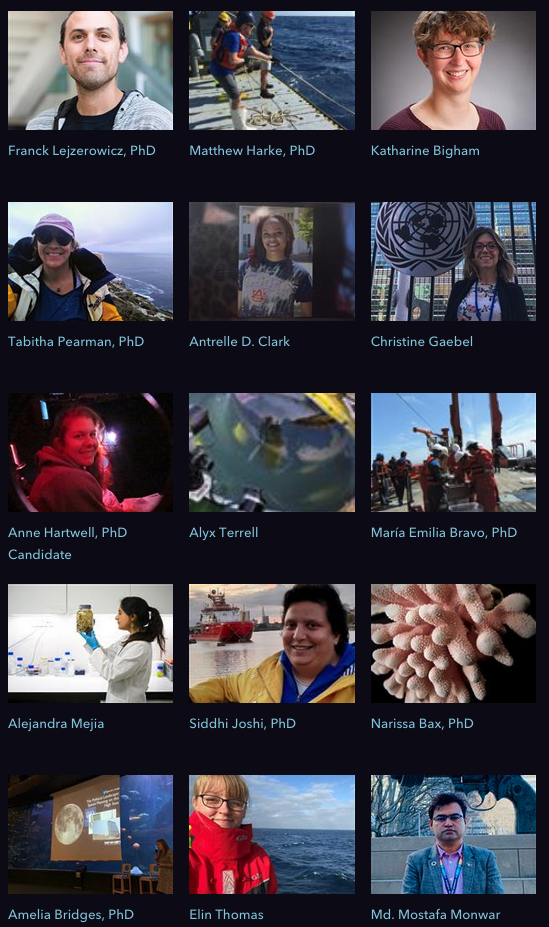 Franck Lejzerowicz, PhD
Matthew Harke, PhD
Katharine Bigham
Tabitha Pearman, PhD
Antrelle D. Clark
Christine Gaebel
Anne Hartwell, PhD
Candidate
Alyx Terrell
María Emilia Bravo, PhD
Alejandra Mejia
Siddhi Joshi, PhD
Narissa Bax, PhD
Amelia Bridges, PhD
Elin Thomas
Md. Mostafa Monwar